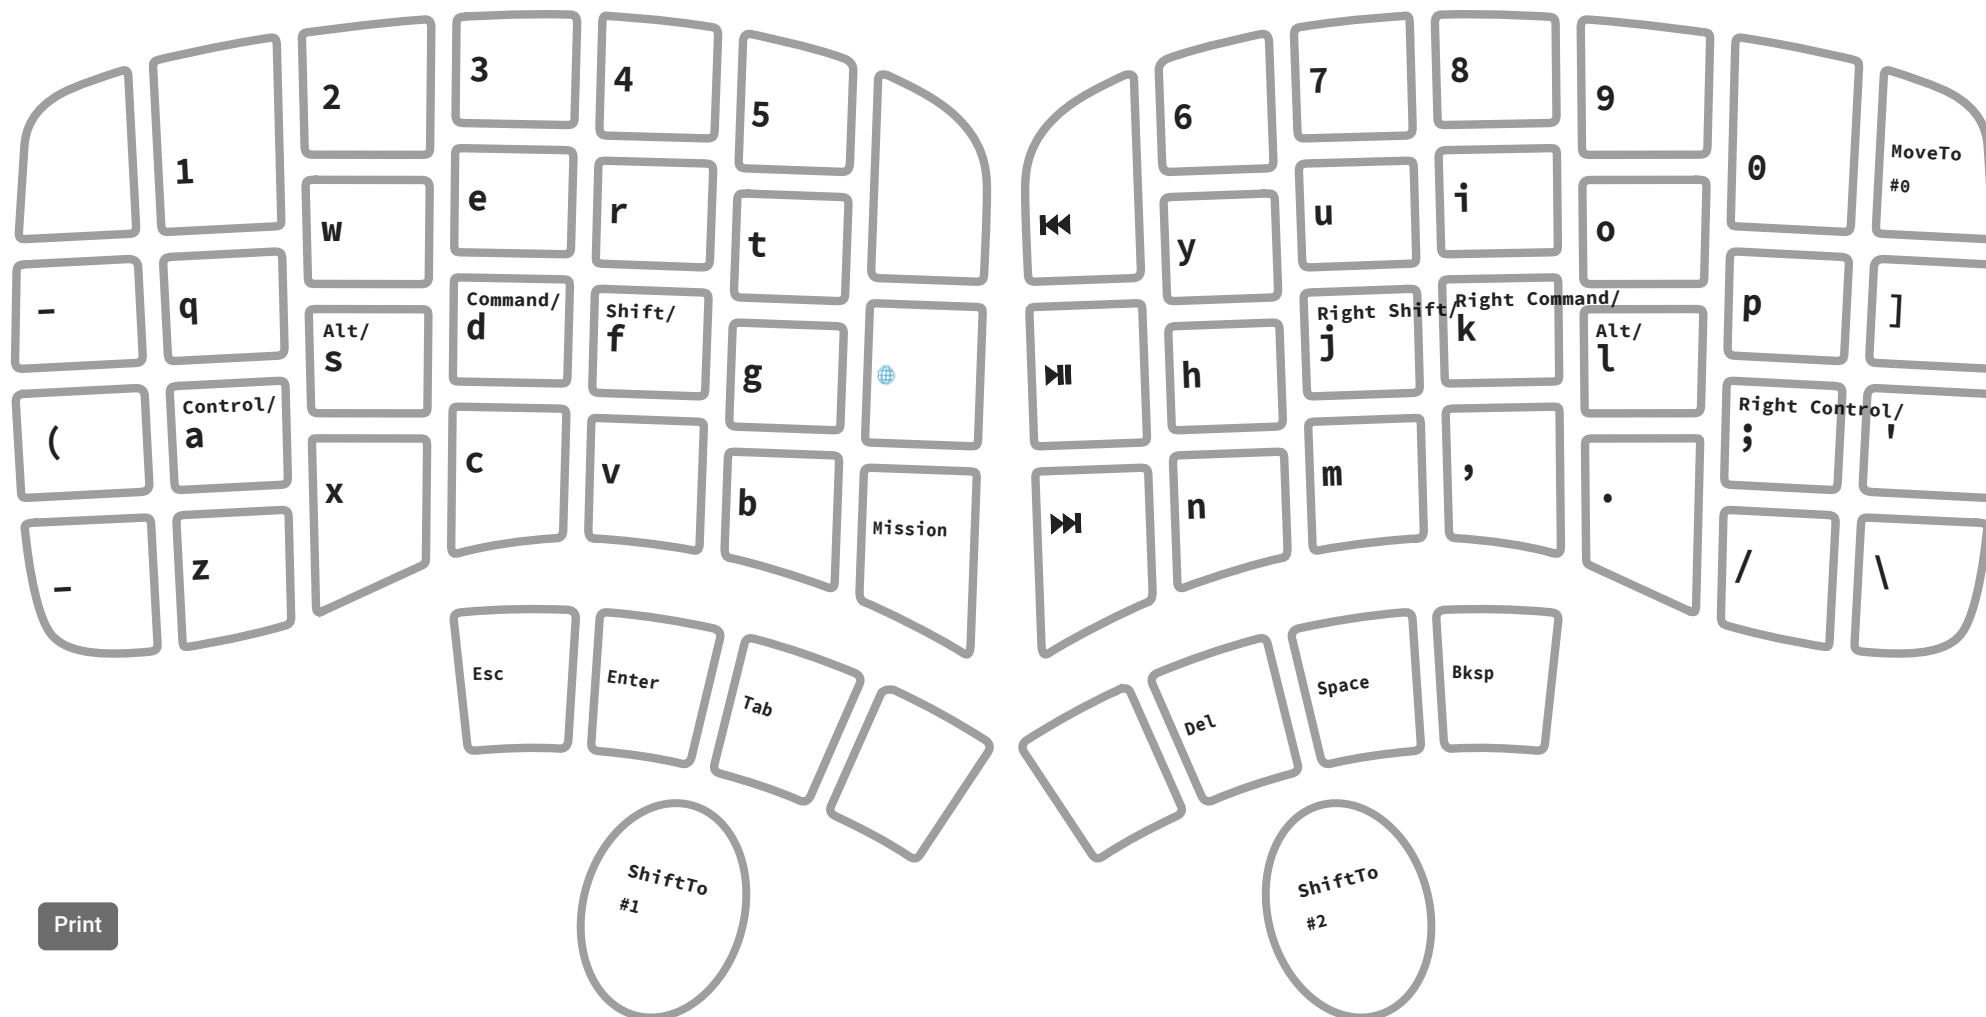 1
2
3
4
5
6
7
8
9
0
MoveTo
#0
-
q
w
e
r
t
y
u
i
o
p
]
(
Control/
a
Alt/
s
Command/
d
Shift/
f
g
h
Right Shift/
j
Right Command/
k
Alt/
l
Right Control/
;
'
-
z
x
c
v
b
Mission
n
m
,
.
/
\
Esc
Enter
Tab
Del
Space
Bksp
ShiftTo
#1
ShiftTo
#2
Print